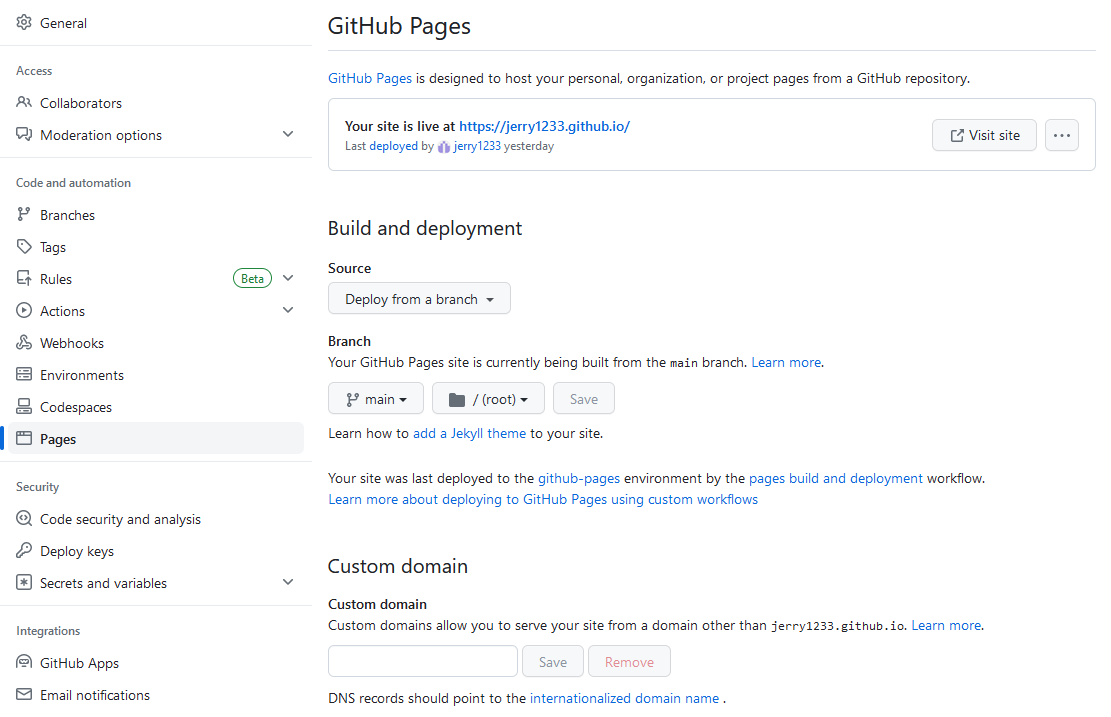 General
Access
Collaborators
Moderation options
Code and automation
Branches
Tags
Rules Beta
Actions
Webhooks
Environments
Codespaces
Pages
Security
Code security and analysis
Deploy keys
Secrets and variables
Integrations
GitHub Apps
Email notifications
GitHub Pages
GitHub Pages is designed to host your personal, organization, or project pages from a GitHub repository.
Your site is live at https://jerry1233.github.io/
Last deployed by jerry1233 yesterday
Visit site
Build and deployment
Source
Deploy from a branch
Branch
Your GitHub Pages site is currently being built from the main branch. Learn more.
main / (root) Save
Learn how to add a Jekyll theme to your site.
Your site was last deployed to the github-pages environment by the pages build and deployment workflow.
Learn more about deploying to GitHub Pages using custom workflows
Custom domain
Custom domain
Custom domains allow you to serve your site from a domain other than jerry1233.github.io. Learn more.
Save Remove
DNS records should point to the internationalized domain name .